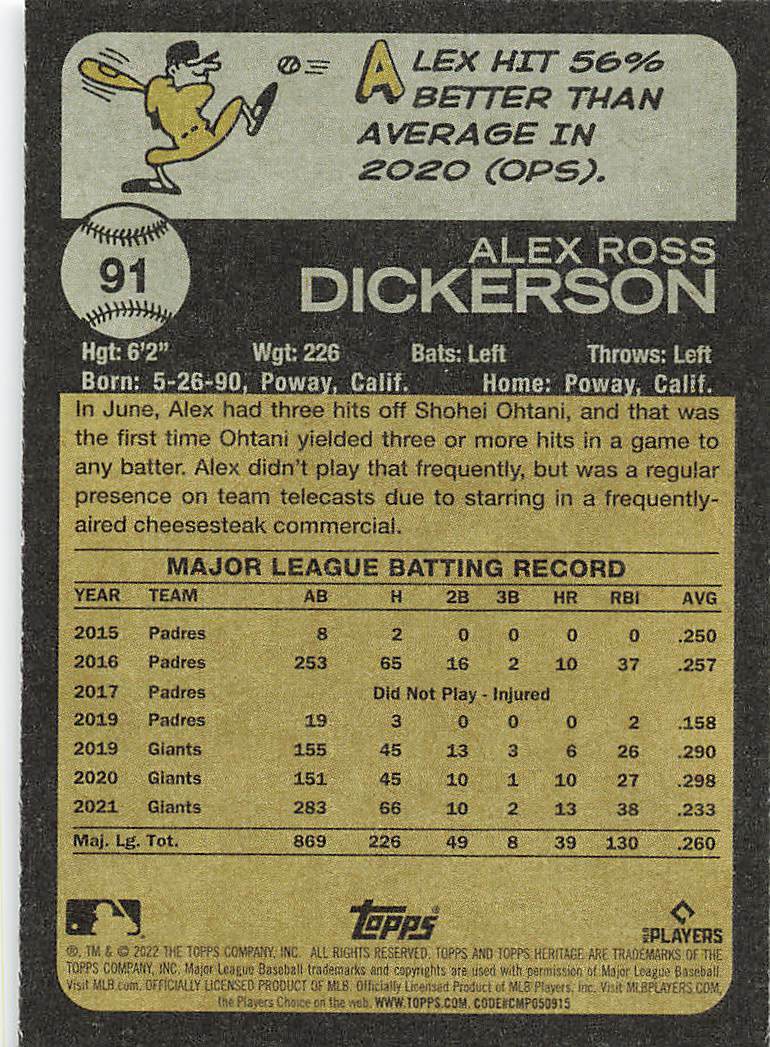 ALEX HIT 56%
BETTER THAN
AVERAGE IN
2020 (OPS).
91
ALEX ROSS
DICKERSON
Hgt: 6'2" Wgt: 226 Bats: Left Throws: Left
Born: 5-26-90, Poway, Calif. Home: Poway, Calif.
In June, Alex had three hits off Shohei Ohtani, and that was
the first time Ohtani yielded three or more hits in a game to
any batter. Alex didn't play that frequently, but was a regular
presence on team telecasts due to starring in a frequently-
aired cheesesteak commercial.
MAJOR LEAGUE BATTING RECORD
YEAR TEAM AB H 2B 3B HR RBI AVG
2015 Padres 8 2 0 0 0 0 .250
2016 Padres 253 65 16 2 10 37 .257
2017 Padres Did Not Play - Injured
2019 Padres 19 3 0 0 0 2 .158
2019 Giants 155 45 13 3 6 26 .290
2020 Giants 151 45 10 1 10 27 .298
2021 Giants 283 66 10 2 13 38 .233
Maj. Lg. Tot. 869 226 49 8 39 130 .260
Topps®
MLB PLAYERS
®, TM & © 2022 THE TOPPS COMPANY, INC. ALL RIGHTS RESERVED. TOPPS AND TOPPS HERITAGE ARE TRADEMARKS OF THE
TOPPS COMPANY, INC. Major League Baseball trademarks and copyrights are used with permission of Major League Baseball.
Visit MLB.com. OFFICIALLY LICENSED PRODUCT OF MLB Officially Licensed Product of MLB Players, Inc. Visit MLBPLAYERS.COM,
the Players Choice on the web. WWW.TOPPS.COM. CODE#CMP050915